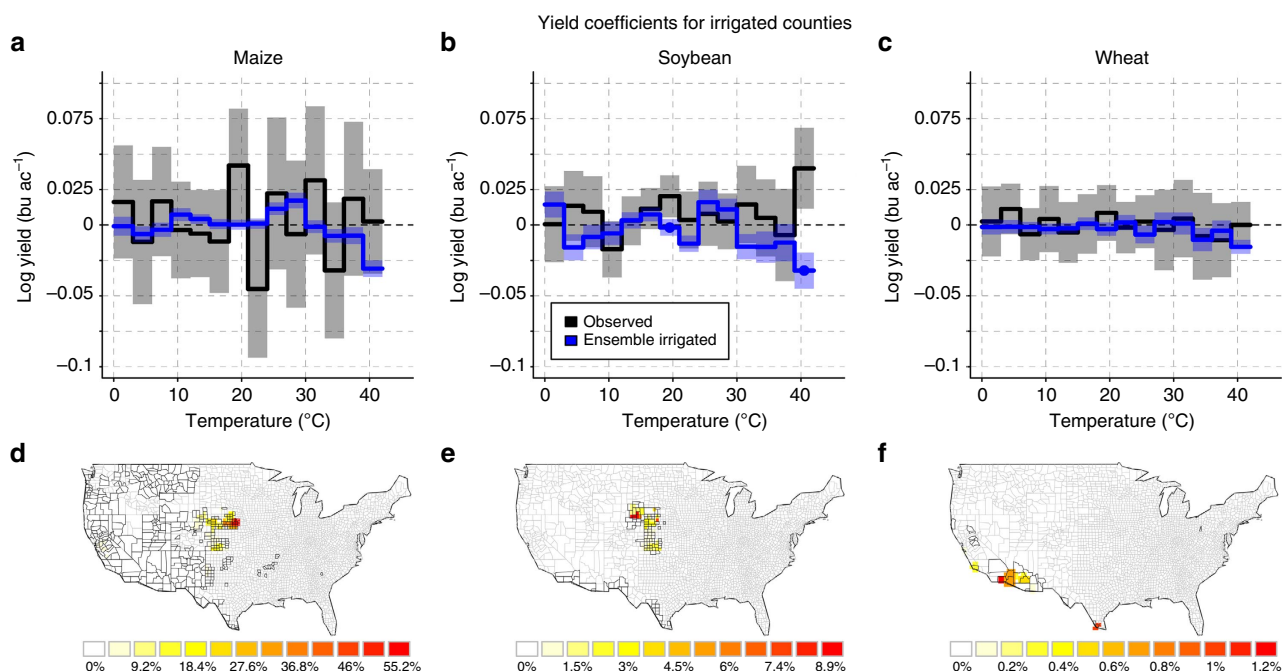 Yield coefficients for irrigated counties
a
b
c
Maize
Soybean
Wheat
Log yield (bu ac⁻¹)
0.075
0.025
0
−0.05
−0.1
0 10 20 30 40
Temperature (°C)
Log yield (bu ac⁻¹)
0.075
0.025
0
−0.05
−0.1
Observed
Ensemble irrigated
0 10 20 30 40
Temperature (°C)
Log yield (bu ac⁻¹)
0.075
0.025
0
−0.05
−0.1
0 10 20 30 40
Temperature (°C)
d
e
f
0% 9.2% 18.4% 27.6% 36.8% 46% 55.2%
0% 1.5% 3% 4.5% 6% 7.4% 8.9%
0% 0.2% 0.4% 0.6% 0.8% 1% 1.2%